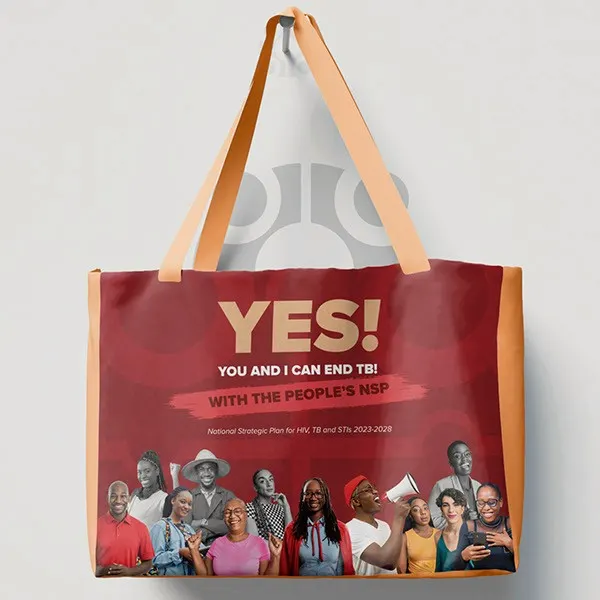 YES!
YOU AND I CAN END TB!
WITH THE PEOPLE'S NSP
National Strategic Plan for HIV, TB and STIs 2023-2028